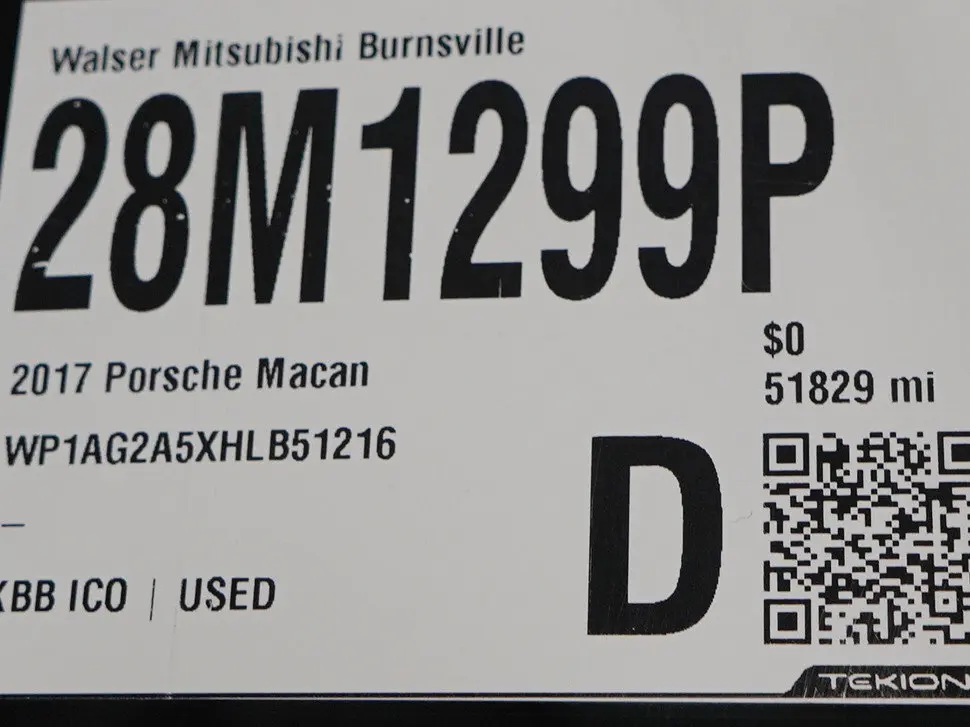 Walser Mitsubishi Burnsville
28M1299P
$0
2017 Porsche Macan
51829 mi
WP1AG2A5XHLB51216
D
–
KBB ICO | USED
TEKION